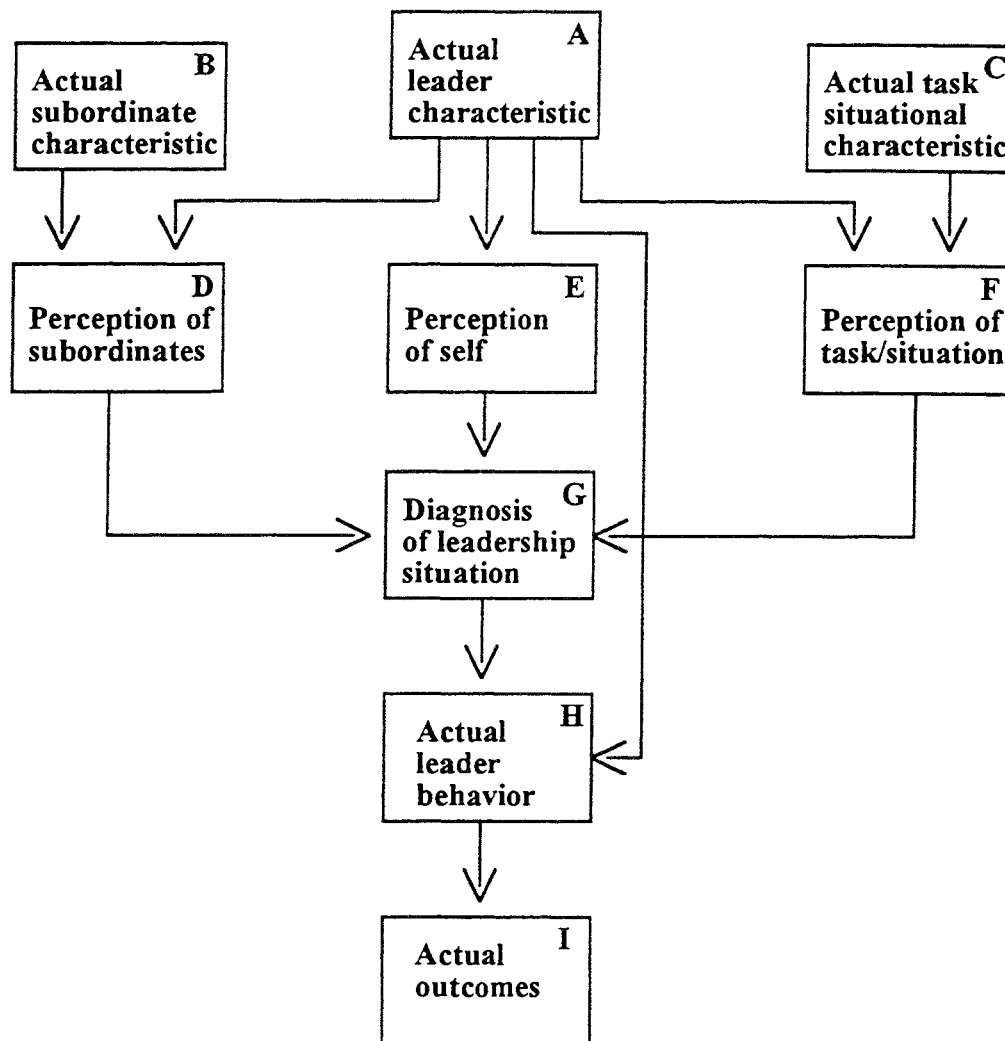 B
Actual
subordinate
characteristic
A
Actual
leader
characteristic
C
Actual task
situational
characteristic
D
Perception of
subordinates
E
Perception
of self
F
Perception of
task/situation
G
Diagnosis
of leadership
situation
H
Actual
leader
behavior
I
Actual
outcomes